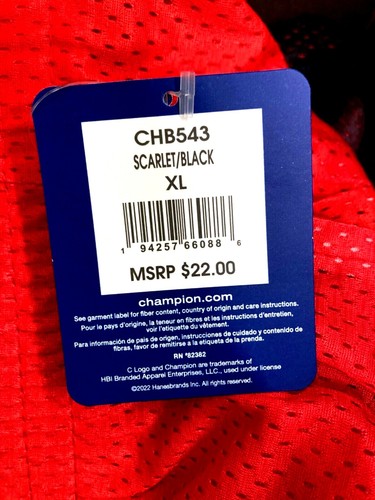 CHB543
SCARLET/BLACK
XL
1 94257 66088 6
MSRP $22.00
champion.com
See garment label for fiber content, country of origin and care instructions.
Pour le pays d'origine, la teneur en fibres et les instructions d'entretien,
voir l'etiquette du vêtement.
Para información de país de origen, instrucciones de cuidado y contenido de
fibras, favor de remitirse a la etiqueta de la prenda.
RN #82382
C Logo and Champion are trademarks of
HBI Branded Apparel Enterprises, LLC., used under license
©2022 Hanesbrands Inc. All rights reserved.